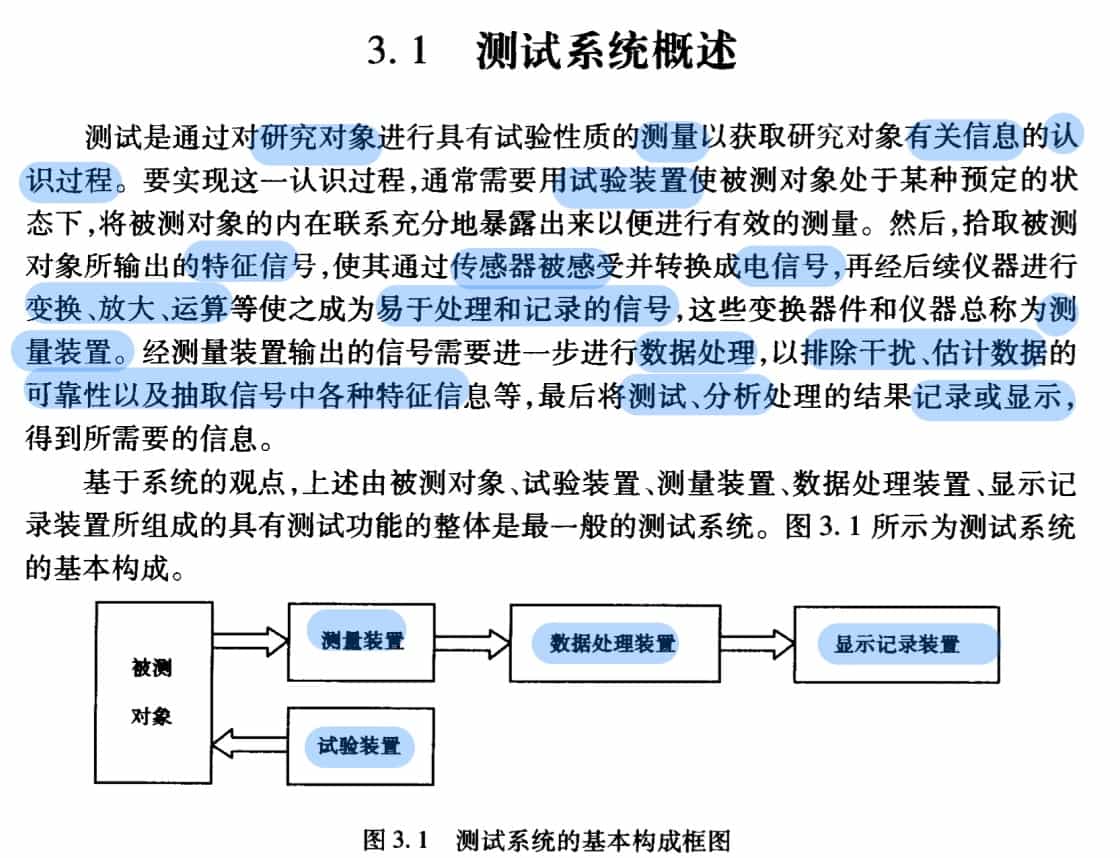 3.1 测试系统概述
测试是通过对研究对象进行具有试验性质的测量以获取研究对象有关信息的认
识过程。要实现这一认识过程,通常需要用试验装置使被测对象处于某种预定的状
态下,将被测对象的内在联系充分地暴露出来以便进行有效的测量。然后,拾取被测
对象所输出的特征信号,使其通过传感器被感受并转换成电信号,再经后续仪器进行
变换、放大、运算等使之成为易于处理和记录的信号,这些变换器件和仪器总称为测
量装置。经测量装置输出的信号需要进一步进行数据处理,以排除干扰、估计数据的
可靠性以及抽取信号中各种特征信息等,最后将测试、分析处理的结果记录或显示,
得到所需要的信息。
基于系统的观点,上述由被测对象、试验装置、测量装置、数据处理装置、显示记
录装置所组成的具有测试功能的整体是最一般的测试系统。图3.1所示为测试系统
的基本构成。
被测
对象
测量装置
数据处理装置
显示记录装置
试验装置
图3.1 测试系统的基本构成框图